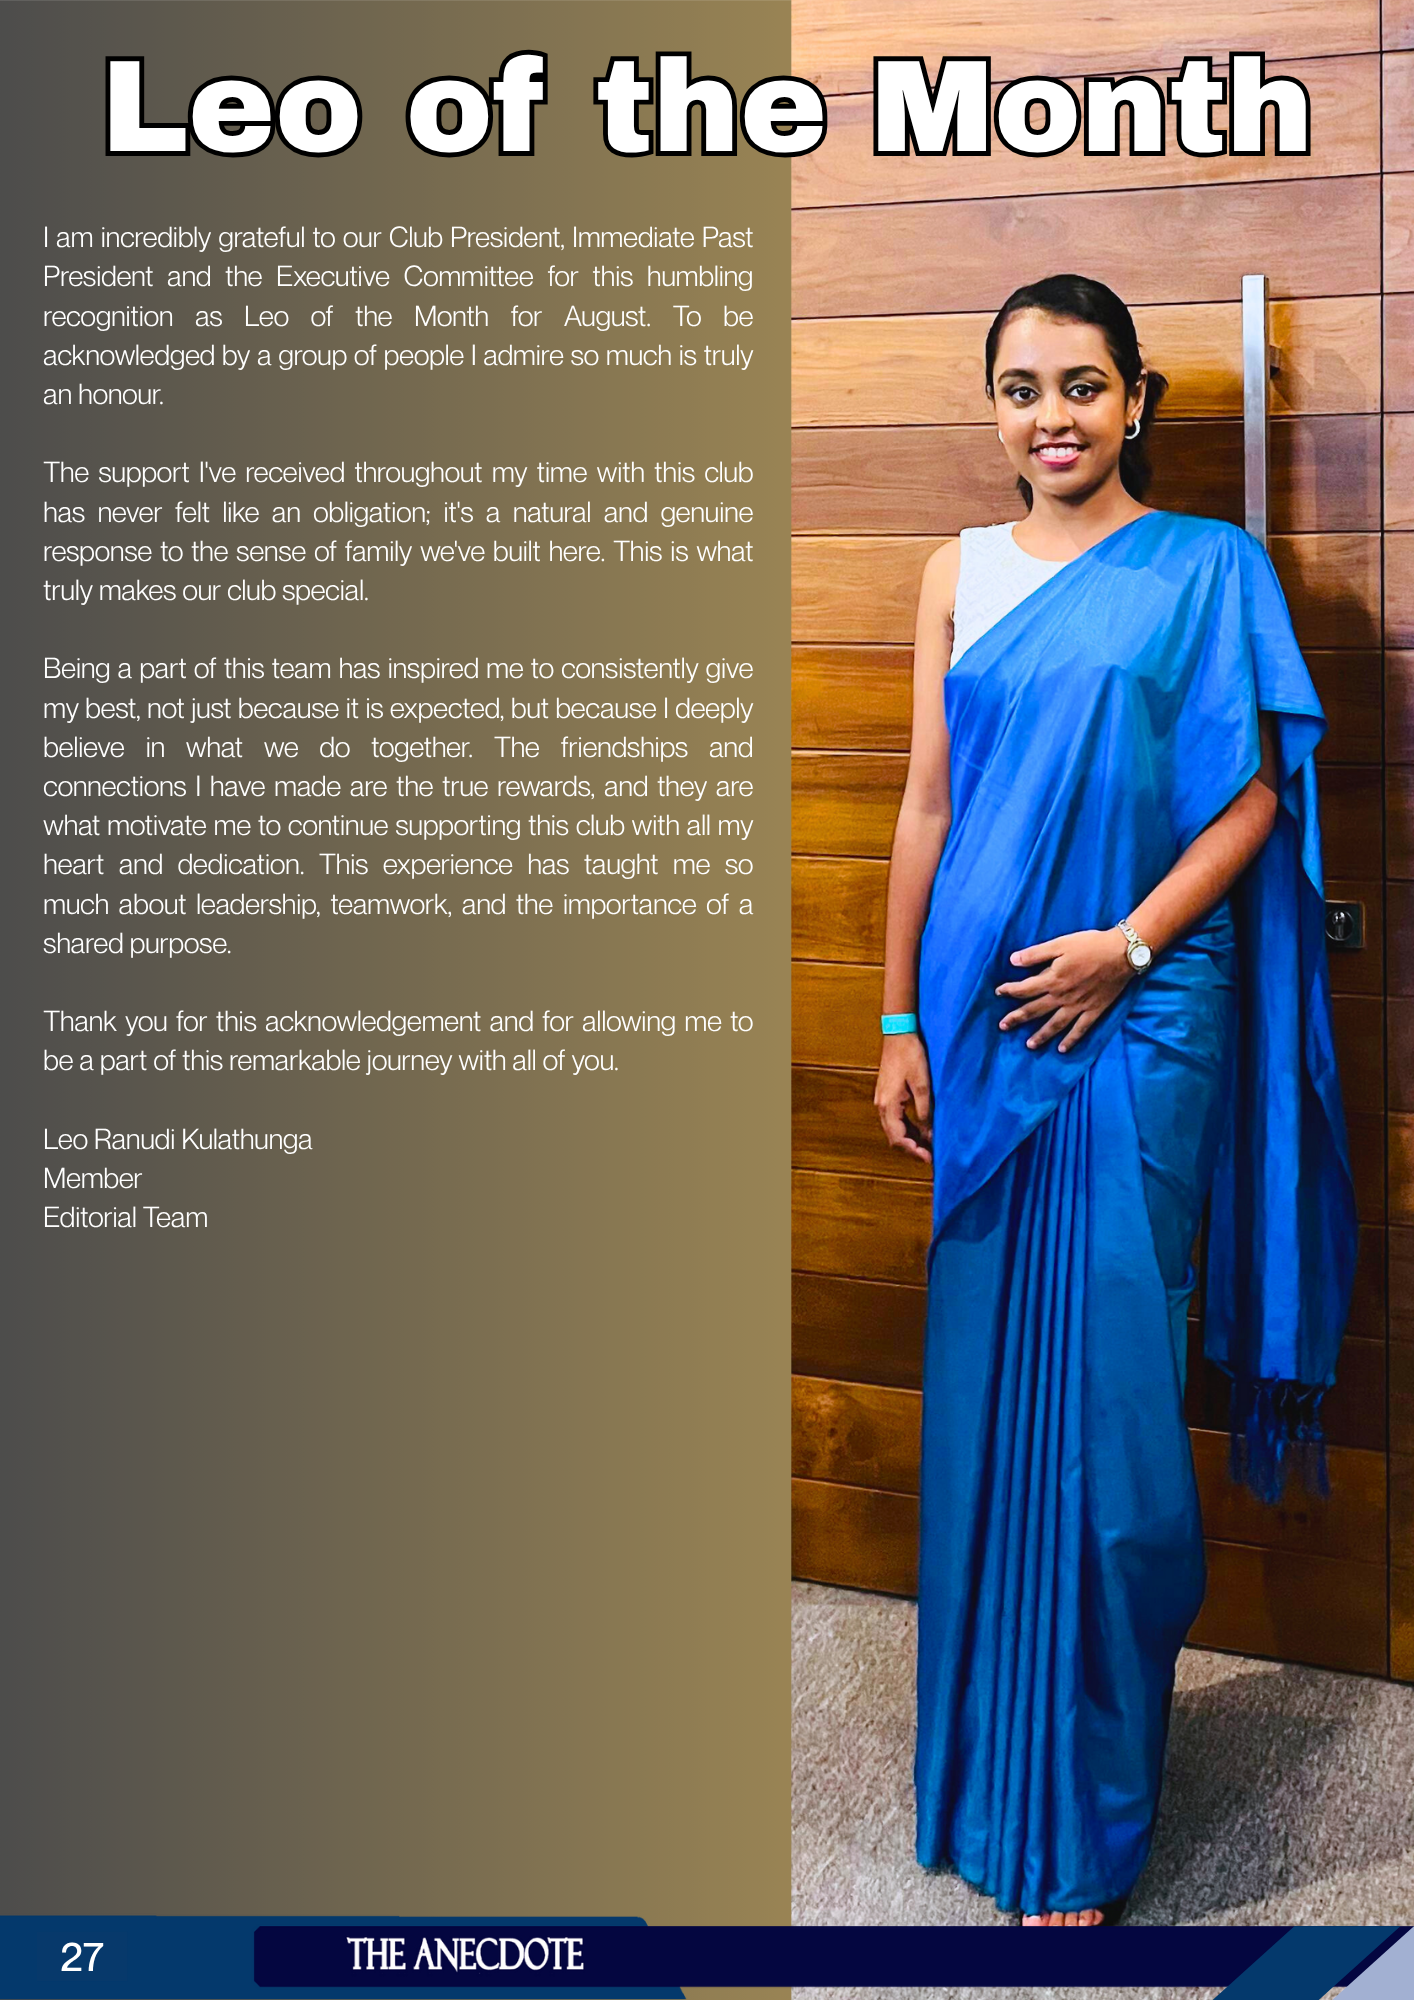 Leo of the Month
I am incredibly grateful to our Club President, Immediate Past
President and the Executive Committee for this humbling
recognition as Leo of the Month for August. To be
acknowledged by a group of people I admire so much is truly
an honour.
The support I've received throughout my time with this club
has never felt like an obligation; it's a natural and genuine
response to the sense of family we've built here. This is what
truly makes our club special.
Being a part of this team has inspired me to consistently give
my best, not just because it is expected, but because I deeply
believe in what we do together. The friendships and
connections I have made are the true rewards, and they are
what motivate me to continue supporting this club with all my
heart and dedication. This experience has taught me so
much about leadership, teamwork, and the importance of a
shared purpose.
Thank you for this acknowledgement and for allowing me to
be a part of this remarkable journey with all of you.
Leo Ranudi Kulathunga
Member
Editorial Team
27
THE ANECDOTE